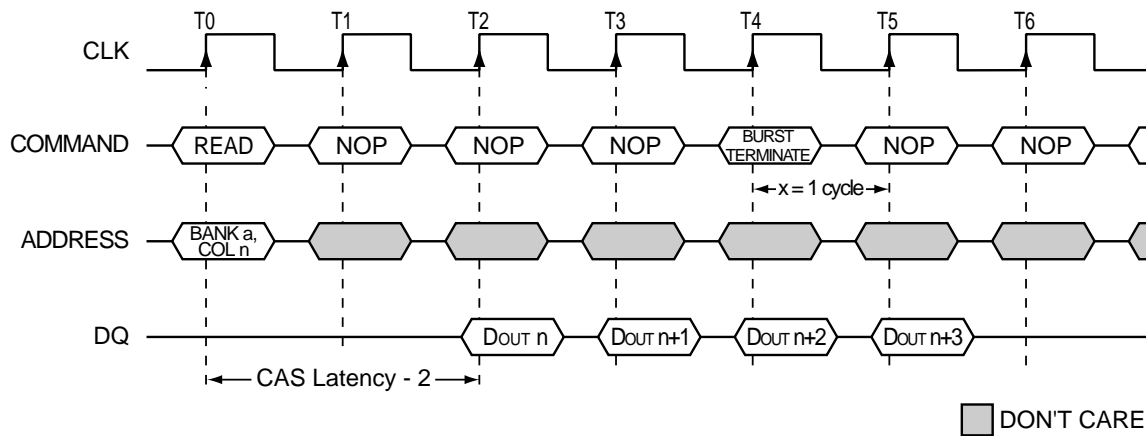 T0 T1 T2 T3 T4 T5 T6
CLK
COMMAND READ NOP NOP NOP BURST TERMINATE NOP NOP
x = 1 cycle
ADDRESS BANK a, COL n
DQ DOUT n DOUT n+1 DOUT n+2 DOUT n+3
CAS Latency - 2
DON'T CARE